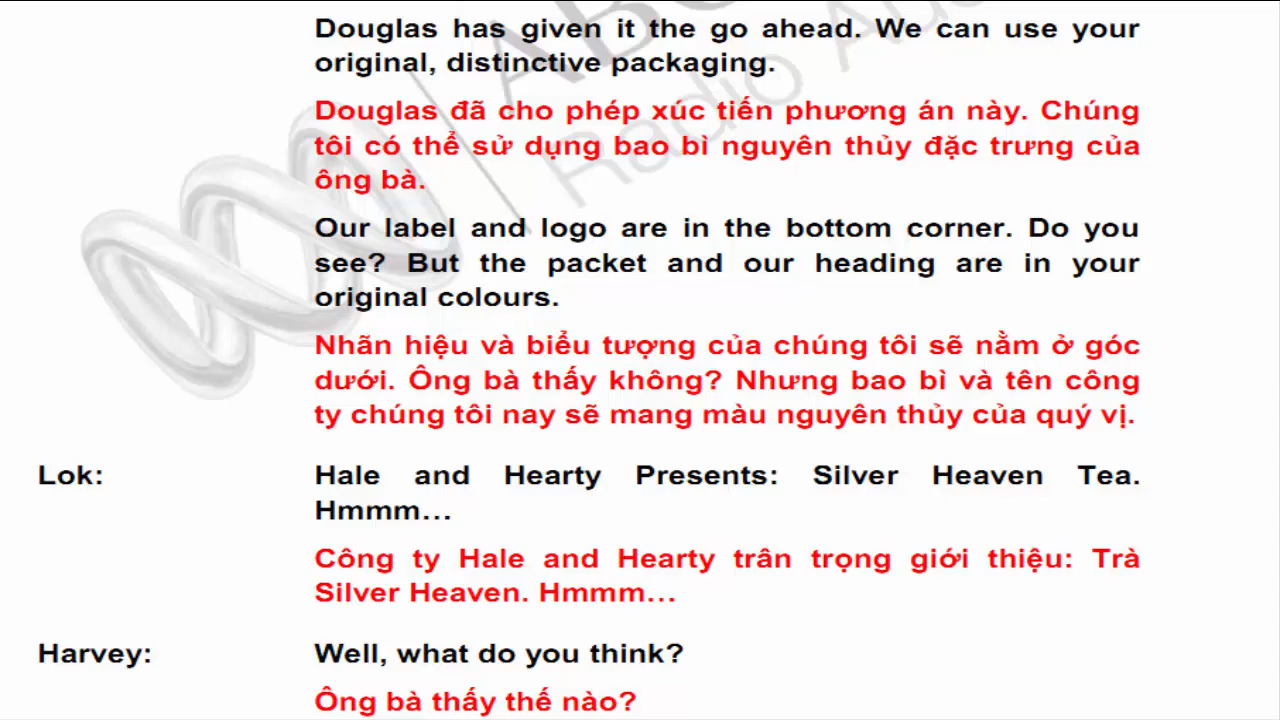 Douglas has given it the go ahead. We can use your
original, distinctive packaging.
Douglas đã cho phép xúc tiến phương án này. Chúng
tôi có thể sử dụng bao bì nguyên thủy đặc trưng của
ông bà.
Our label and logo are in the bottom corner. Do you
see? But the packet and our heading are in your
original colours.
Nhãn hiệu và biểu tượng của chúng tôi sẽ nằm ở góc
dưới. Ông bà thấy không? Nhưng bao bì và tên công
ty chúng tôi nay sẽ mang màu nguyên thủy của quý vị.
Lok: Hale and Hearty Presents: Silver Heaven Tea.
Hmmm…
Công ty Hale and Hearty trân trọng giới thiệu: Trà
Silver Heaven. Hmmm…
Harvey: Well, what do you think?
Ông bà thấy thế nào?
Radio